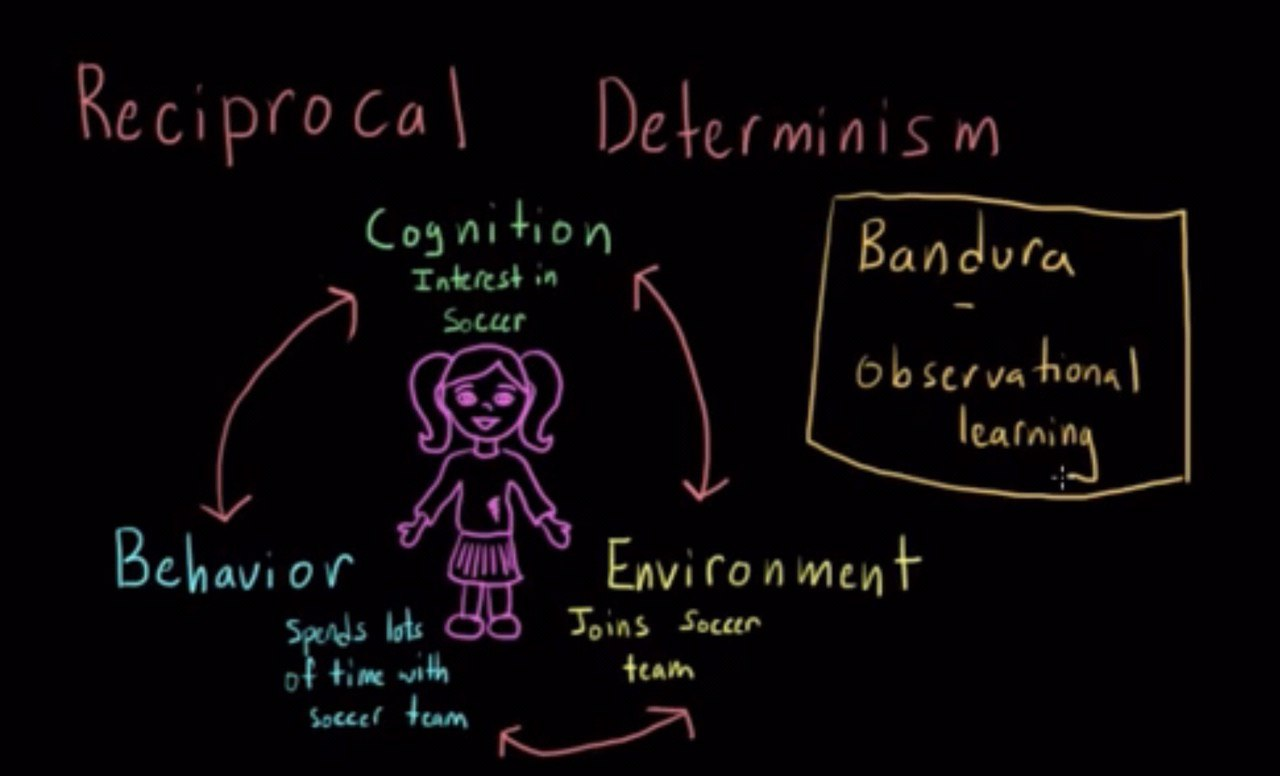 Reciprocal Determinism
Cognition
Interest in
Soccer
Bandura
-
Observational
learning
Behavior
Spends lots
of time with
soccer team
Environment
Joins Soccer
team